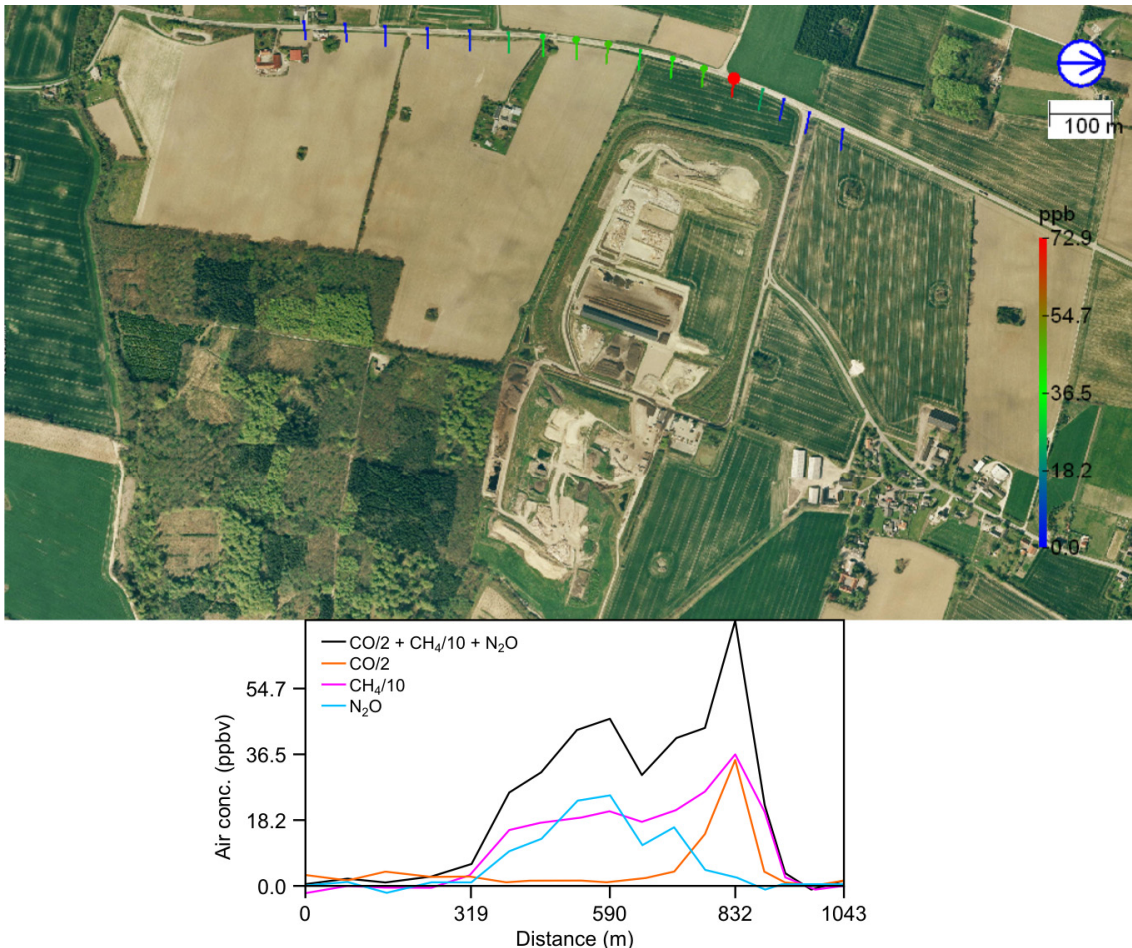 100 m
ppb
72.9
54.7
36.5
18.2
0.0
CO/2 + CH₄/10 + N₂O
CO/2
CH₄/10
N₂O
54.7
36.5
18.2
0.0
Air conc. (ppbv)
0 319 590 832 1043
Distance (m)